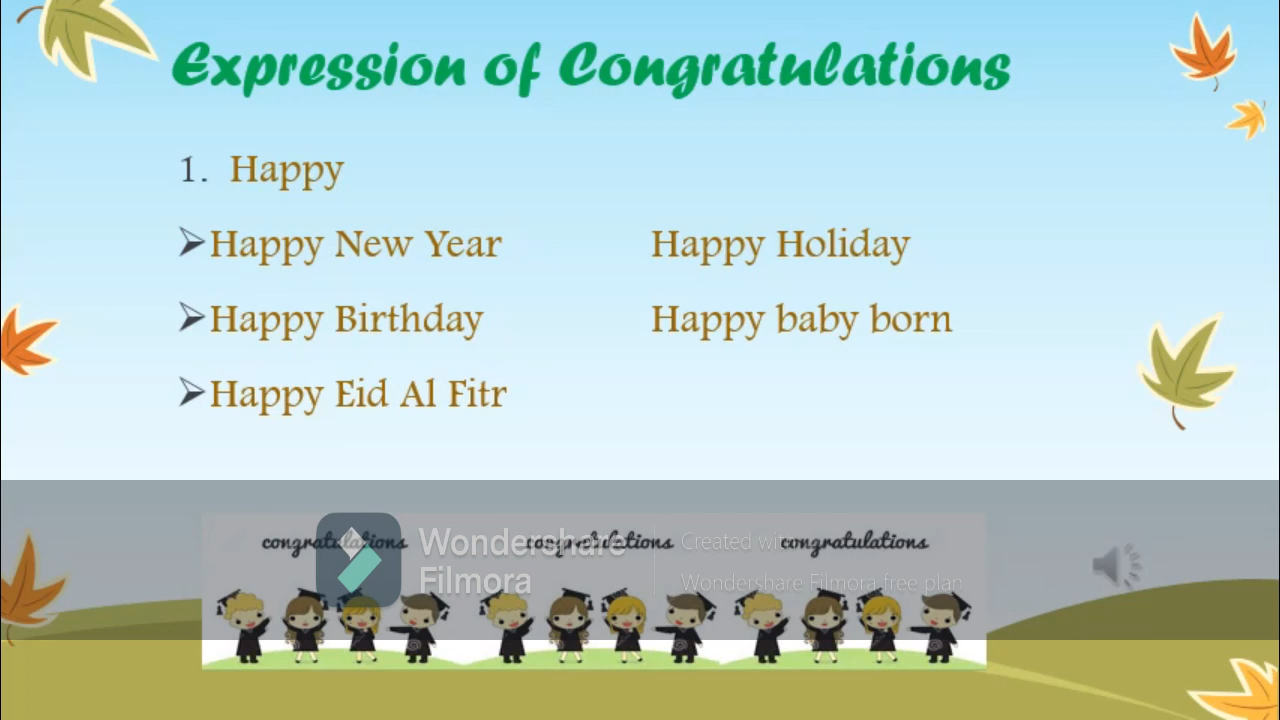 Expression of Congratulations
1. Happy
➢Happy New Year Happy Holiday
➢Happy Birthday Happy baby born
➢Happy Eid Al Fitr
congratulations congratulations congratulations
Wondershare Created with
Filmora Wondershare Filmora free plan